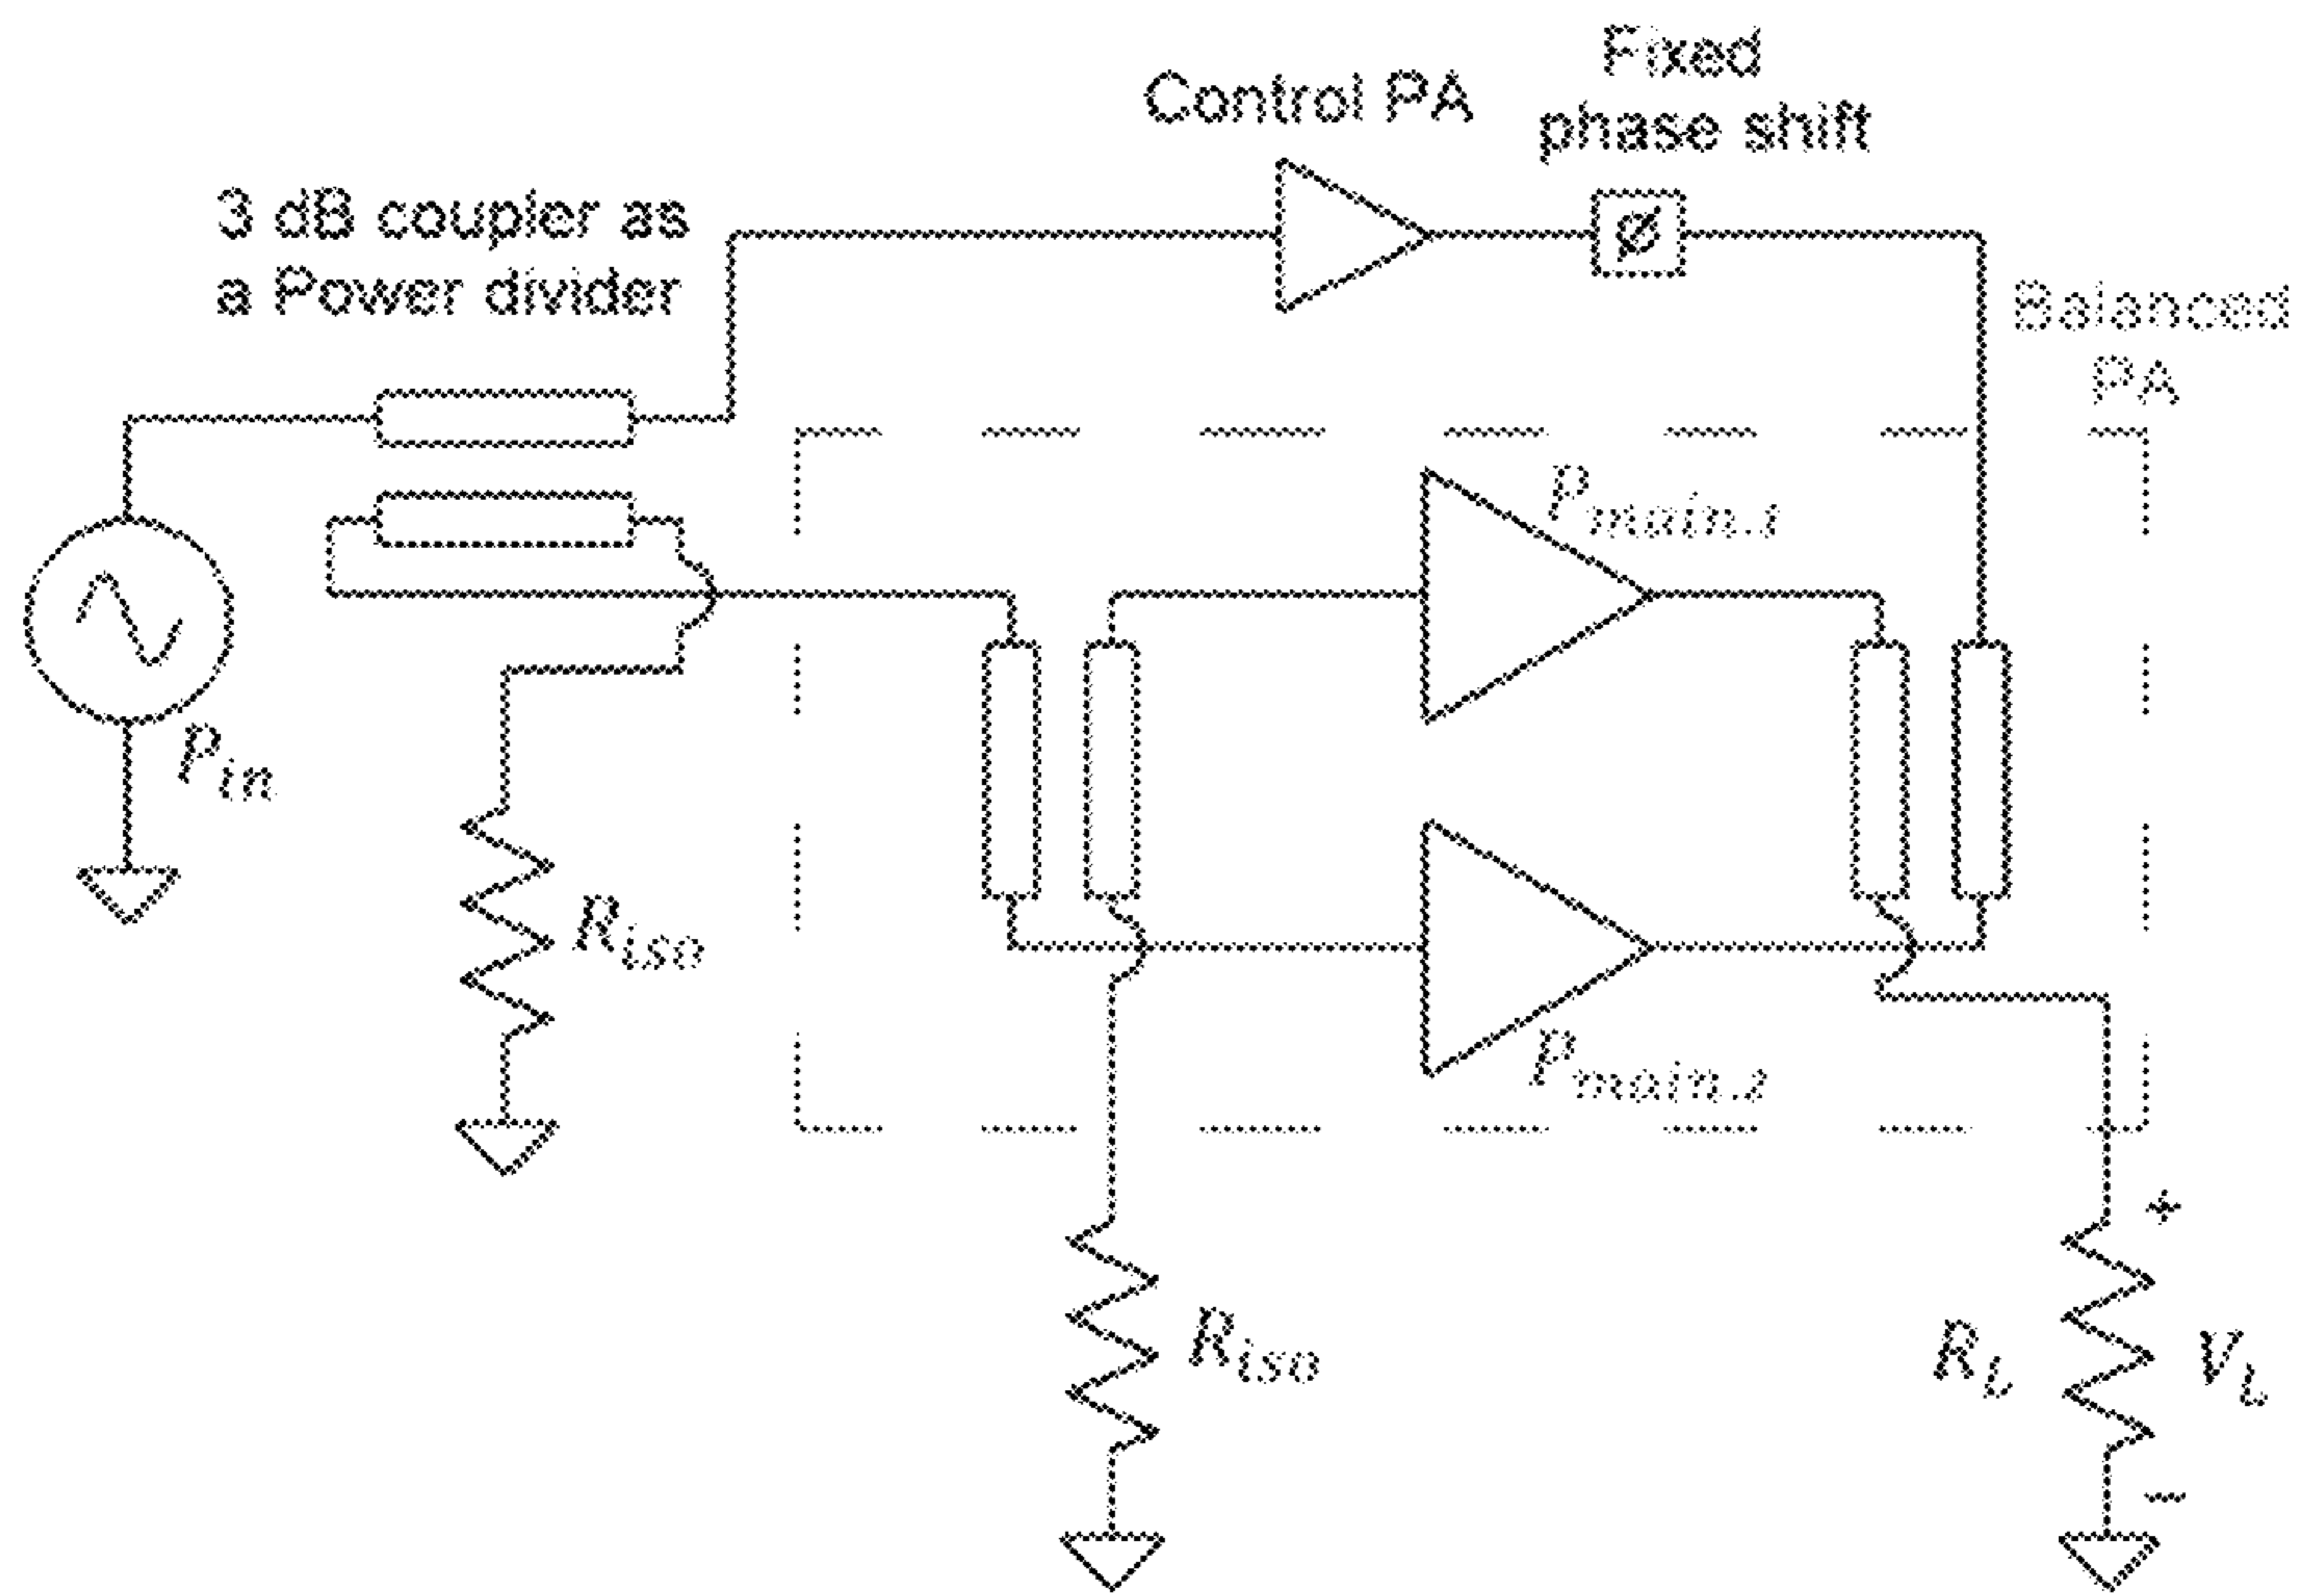 Fixed
Control PA
phase shift
3 dB coupler as
a Power divider
Ø
Balanced
PA
P_main.1
P_in
R_iso
P_main.2
+
R_iso
R_L
V_L
−